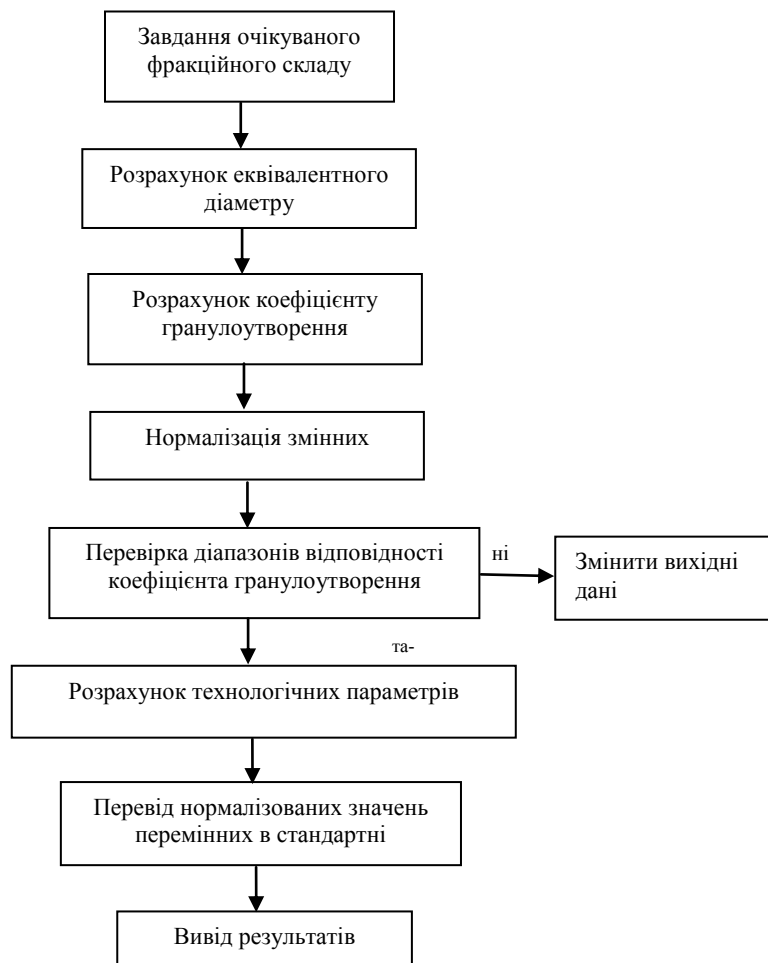 Завдання очікуваного
фракційного складу
Розрахунок еквівалентного
діаметру
Розрахунок коефіцієнту
гранулоутворення
Нормалізація змінних
Перевірка діапазонів відповідності
коефіцієнта гранулоутворення
ні
Змінити вихідні
дані
та-
Розрахунок технологічних параметрів
Перевід нормалізованих значень
перемінних в стандартні
Вивід результатів